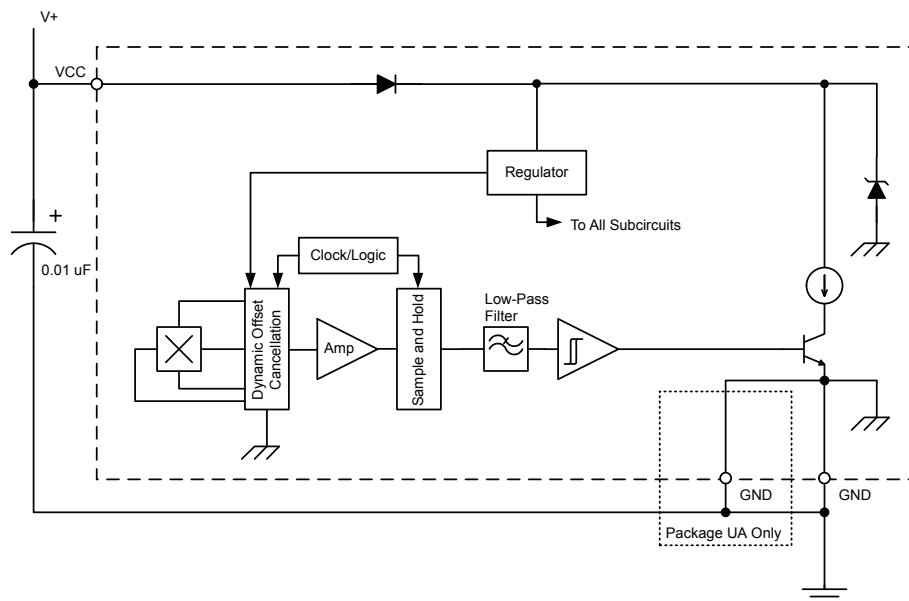 V+
VCC
Regulator
To All Subcircuits
+
0.01 uF
Clock/Logic
Dynamic Offset
Cancellation
Amp
Sample and Hold
Low-Pass
Filter
GND
GND
Package UA Only